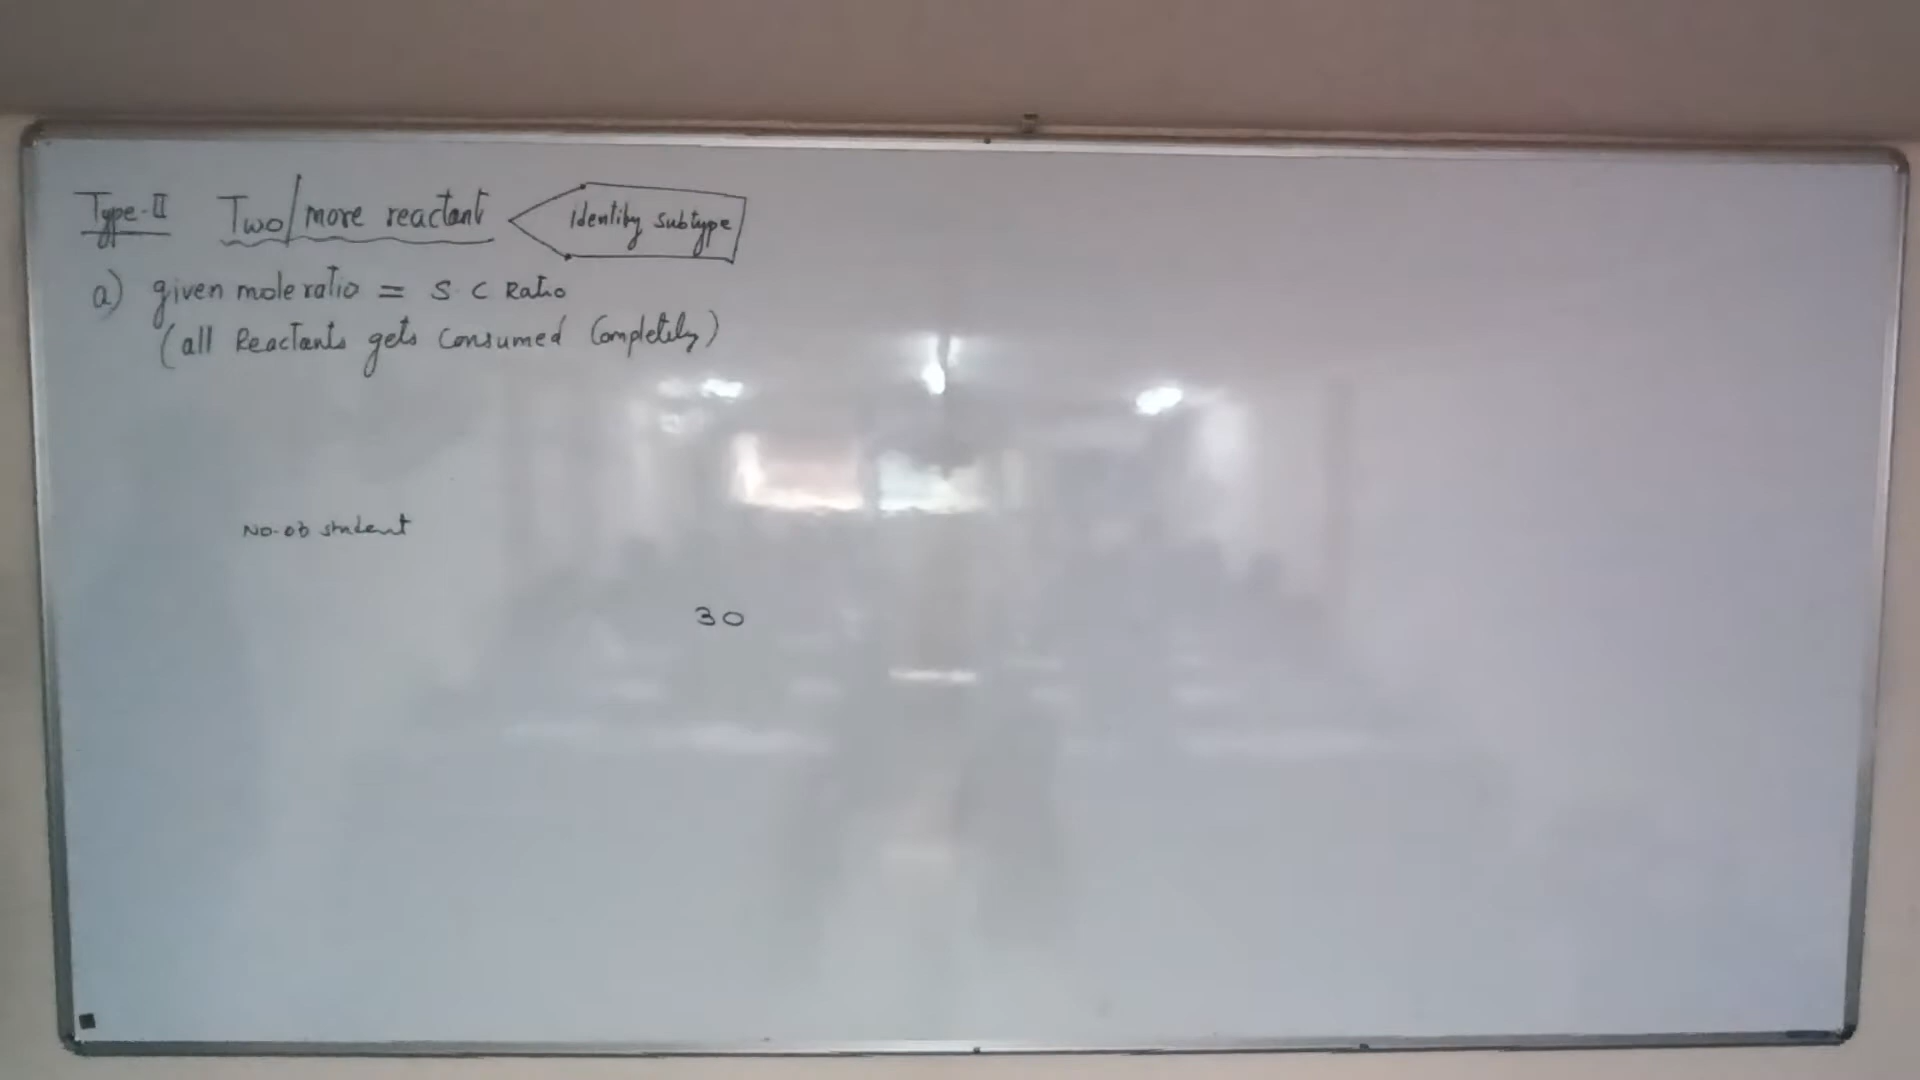 Type-II Two/more reactant Identify subtype
a) given mole ratio = S.C Ratio
(all Reactants gets Consumed Completely)
No. of student
30